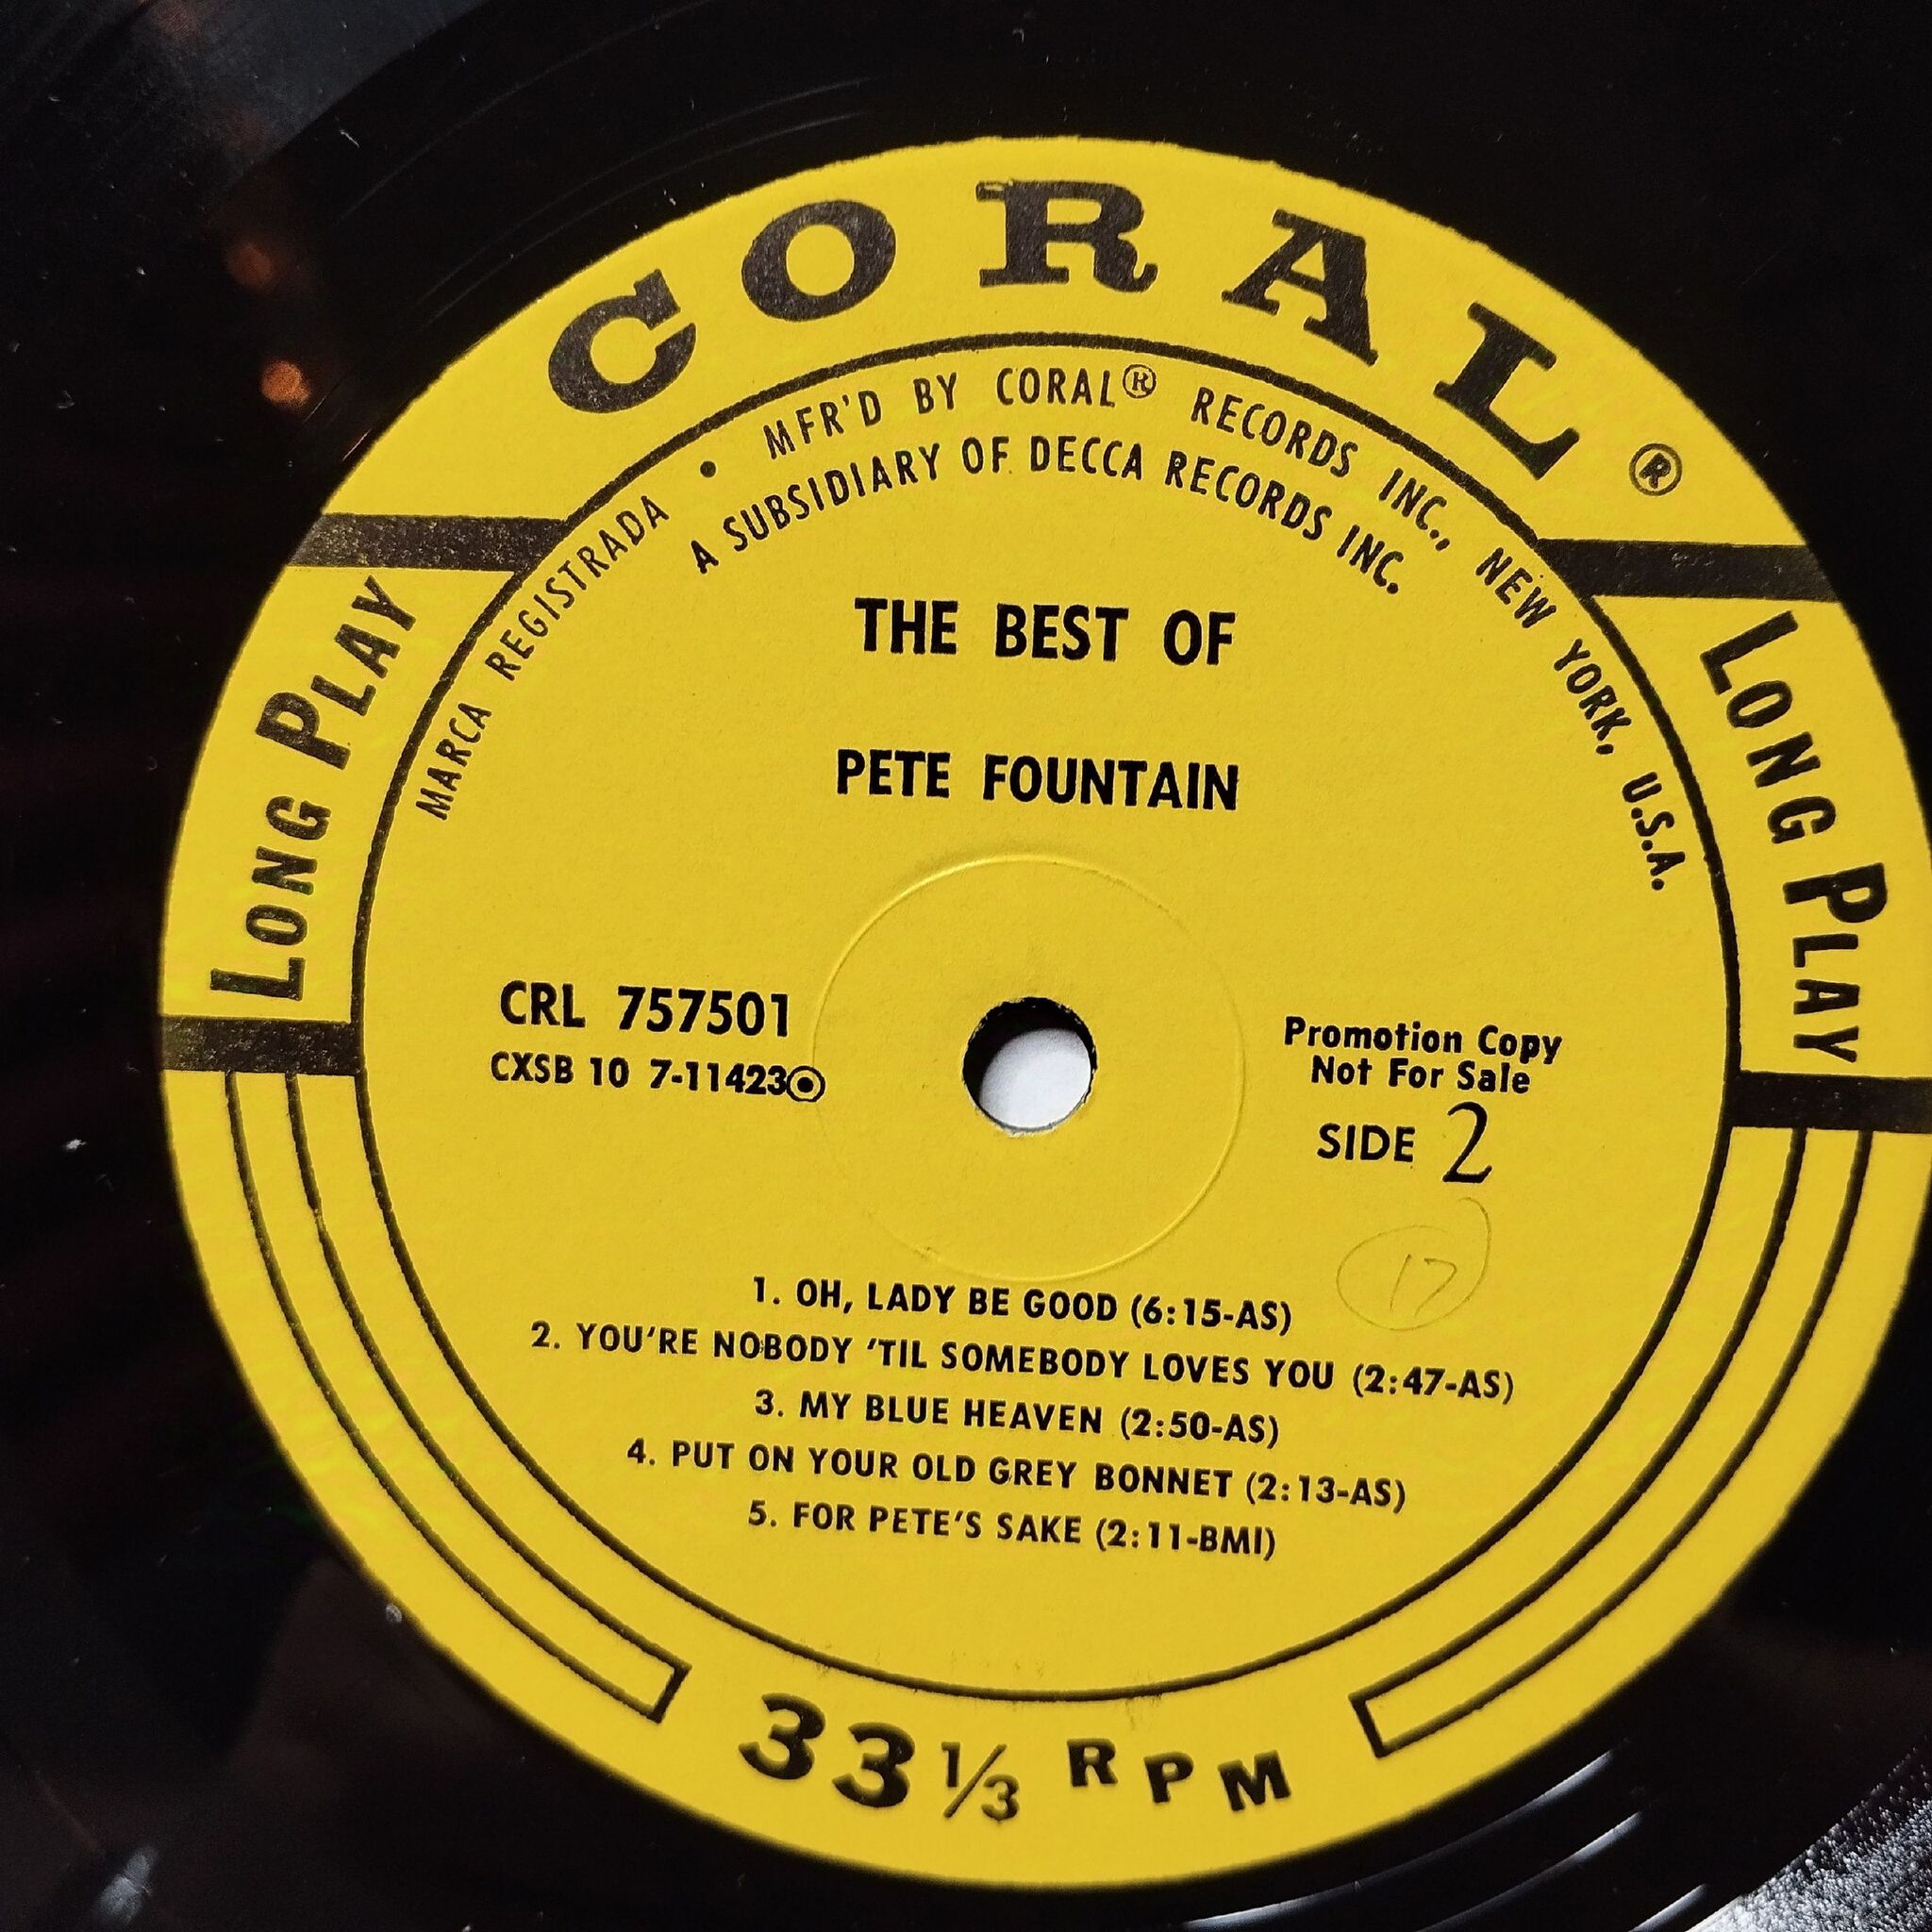 CORAL®
MARCA REGISTRADA • MFR'D BY CORAL® RECORDS INC., NEW YORK, U.S.A.
A SUBSIDIARY OF DECCA RECORDS INC.
LONG PLAY
LONG PLAY
THE BEST OF
PETE FOUNTAIN
CRL 757501
CXSB 10 7-11423
Promotion Copy
Not For Sale
SIDE 2
17
1. OH, LADY BE GOOD (6:15-AS)
2. YOU'RE NOBODY 'TIL SOMEBODY LOVES YOU (2:47-AS)
3. MY BLUE HEAVEN (2:50-AS)
4. PUT ON YOUR OLD GREY BONNET (2:13-AS)
5. FOR PETE'S SAKE (2:11-BMI)
33 1/3 RPM